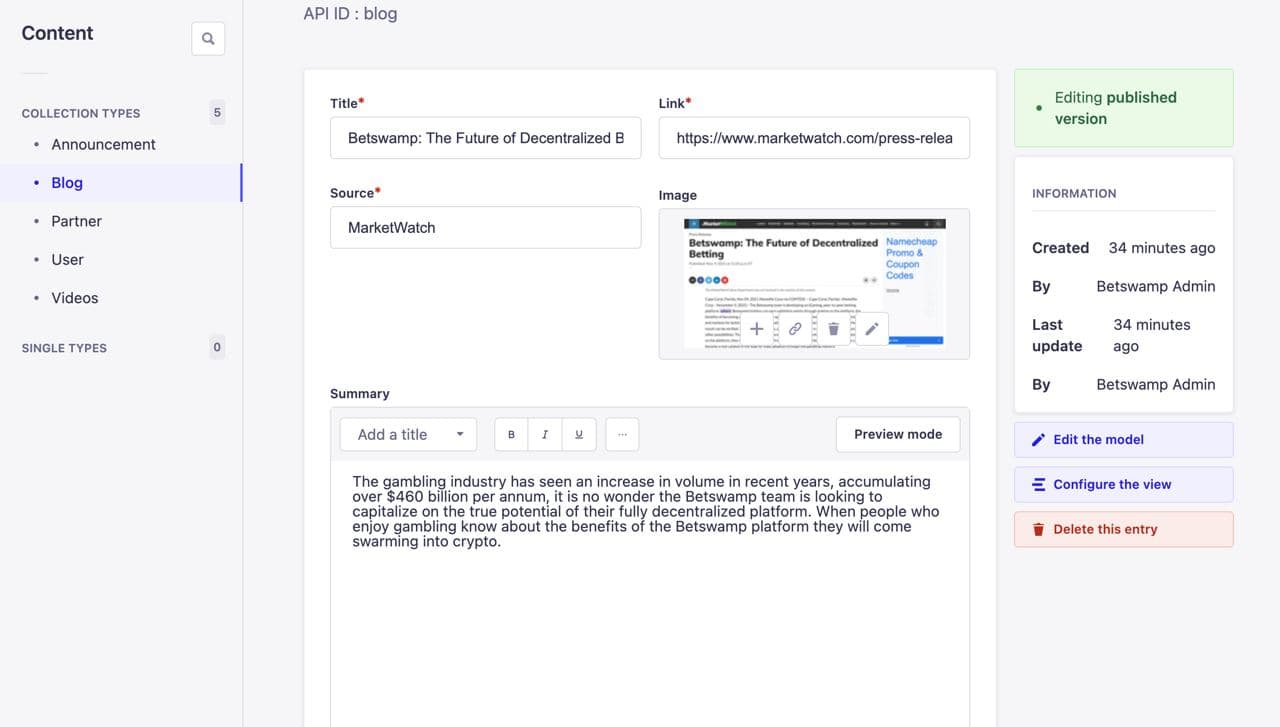 Content
COLLECTION TYPES
5
Announcement
Blog
Partner
User
Videos
SINGLE TYPES
0
API ID : blog
Title*
Betswamp: The Future of Decentralized B
Link*
https://www.marketwatch.com/press-relea
Source*
MarketWatch
Image
MarketWatch
Betswamp: The Future of Decentralized
Betting
Namecheap
Promo &
Coupon
Codes
Summary
Add a title
B
I
U
...
Preview mode
The gambling industry has seen an increase in volume in recent years, accumulating
over $460 billion per annum, it is no wonder the Betswamp team is looking to
capitalize on the true potential of their fully decentralized platform. When people who
enjoy gambling know about the benefits of the Betswamp platform they will come
swarming into crypto.
Editing published
version
INFORMATION
Created 34 minutes ago
By Betswamp Admin
Last 34 minutes
update ago
By Betswamp Admin
Edit the model
Configure the view
Delete this entry